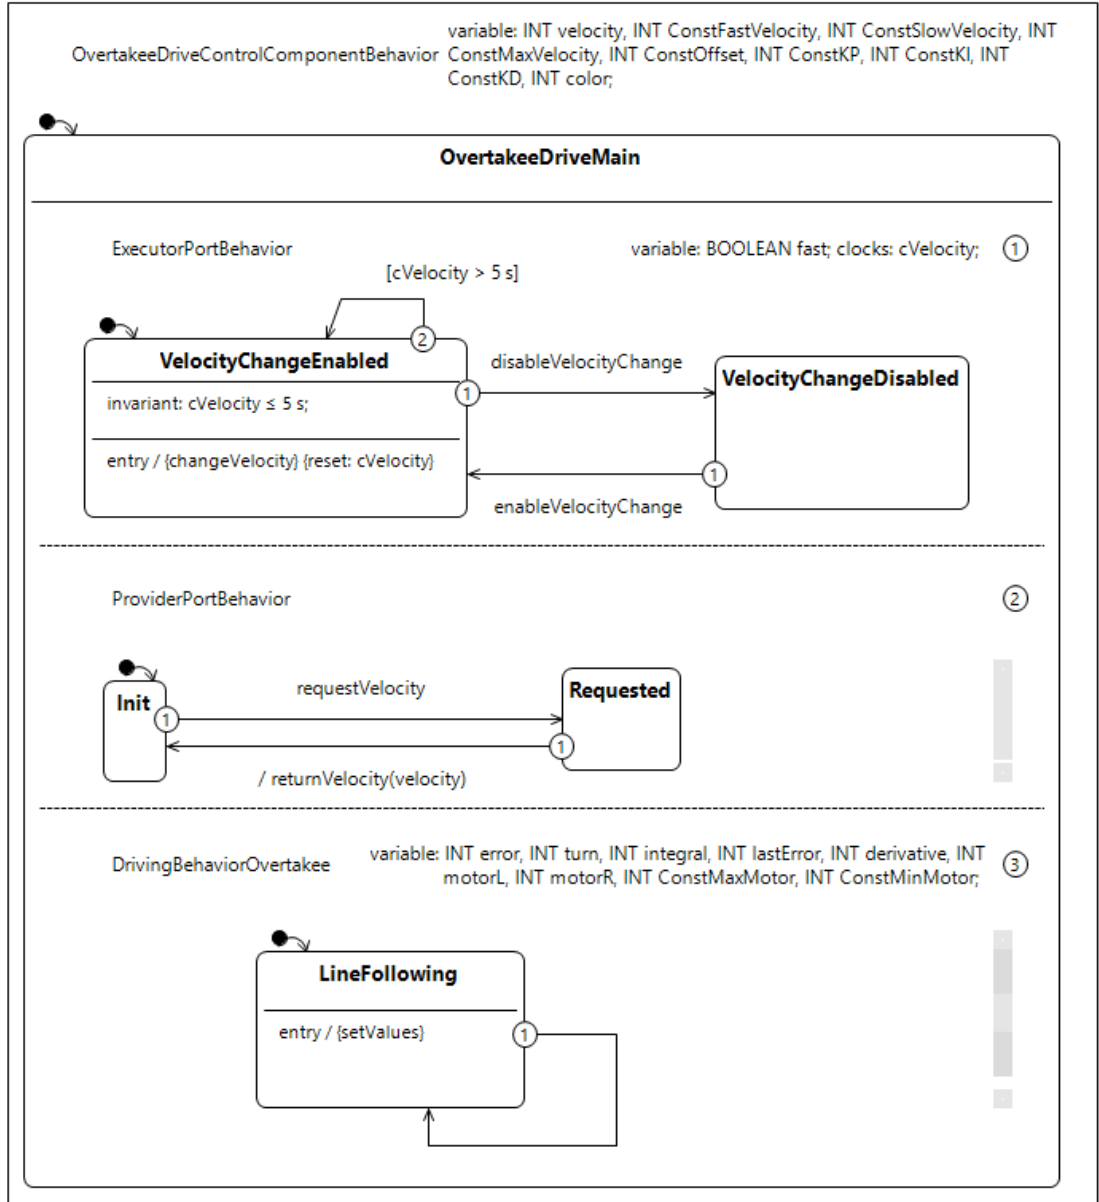 variable: INT velocity, INT ConstFastVelocity, INT ConstSlowVelocity, INT
OvertakeeDriveControlComponentBehavior ConstMaxVelocity, INT ConstOffset, INT ConstKP, INT ConstKI, INT
ConstKD, INT color;
OvertakeeDriveMain
ExecutorPortBehavior variable: BOOLEAN fast; clocks: cVelocity; 1
[cVelocity > 5 s]
2
VelocityChangeEnabled disableVelocityChange
VelocityChangeDisabled
invariant: cVelocity ≤ 5 s; 1
entry / {changeVelocity} {reset: cVelocity} 1
enableVelocityChange
ProviderPortBehavior 2
Init requestVelocity Requested
1
1
/ returnVelocity(velocity)
variable: INT error, INT turn, INT integral, INT lastError, INT derivative, INT
DrivingBehaviorOvertakee 3
motorL, INT motorR, INT ConstMaxMotor, INT ConstMinMotor;
LineFollowing
entry / {setValues} 1